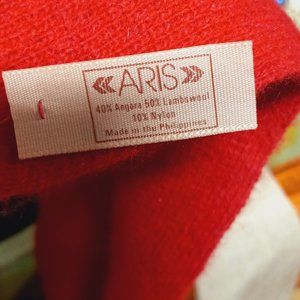 ARIS
40% Angora 50% Lambswool
10% Nylon
Made in the Philippines